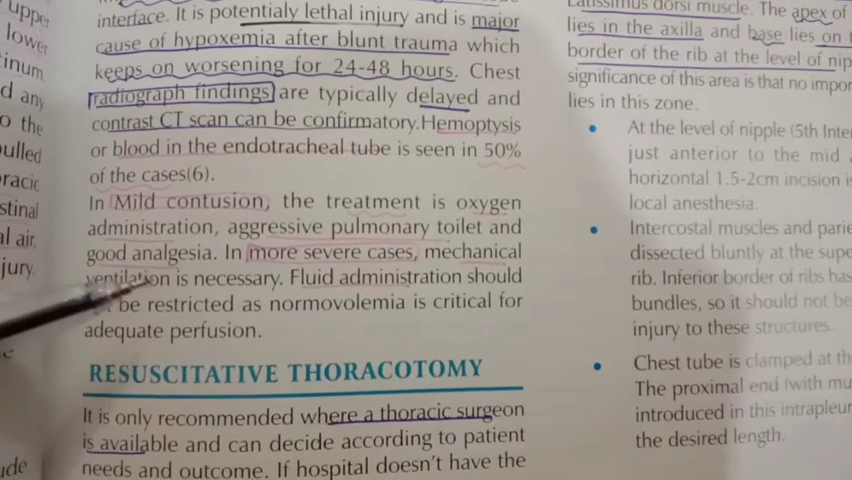 upper
lower
tinum
d any
o the
pulled
oracic
stinal
al air,
jury.
interface. It is potentialy lethal injury and is major
cause of hypoxemia after blunt trauma which
keeps on worsening for 24-48 hours. Chest
radiograph findings are typically delayed and
contrast CT scan can be confirmatory.Hemoptysis
or blood in the endotracheal tube is seen in 50%
of the cases(6).
In Mild contusion, the treatment is oxygen
administration, aggressive pulmonary toilet and
good analgesia. In more severe cases, mechanical
ventilation is necessary. Fluid administration should
be restricted as normovolemia is critical for
adequate perfusion.
RESUSCITATIVE THORACOTOMY
It is only recommended where a thoracic surgeon
is available and can decide according to patient
needs and outcome. If hospital doesn't have the
Latissimus dorsi muscle. The apex of
lies in the axilla and base lies on
border of the rib at the level of nip
significance of this area is that no impor
lies in this zone.
• At the level of nipple (5th Inter
just anterior to the mid
horizontal 1.5-2cm incision is
local anesthesia.
• Intercostal muscles and parie
dissected bluntly at the supe
rib. Inferior border of ribs has
bundles, so it should not be
injury to these structures.
• Chest tube is clamped at th
The proximal end (with mu
introduced in this intrapleur
the desired length.